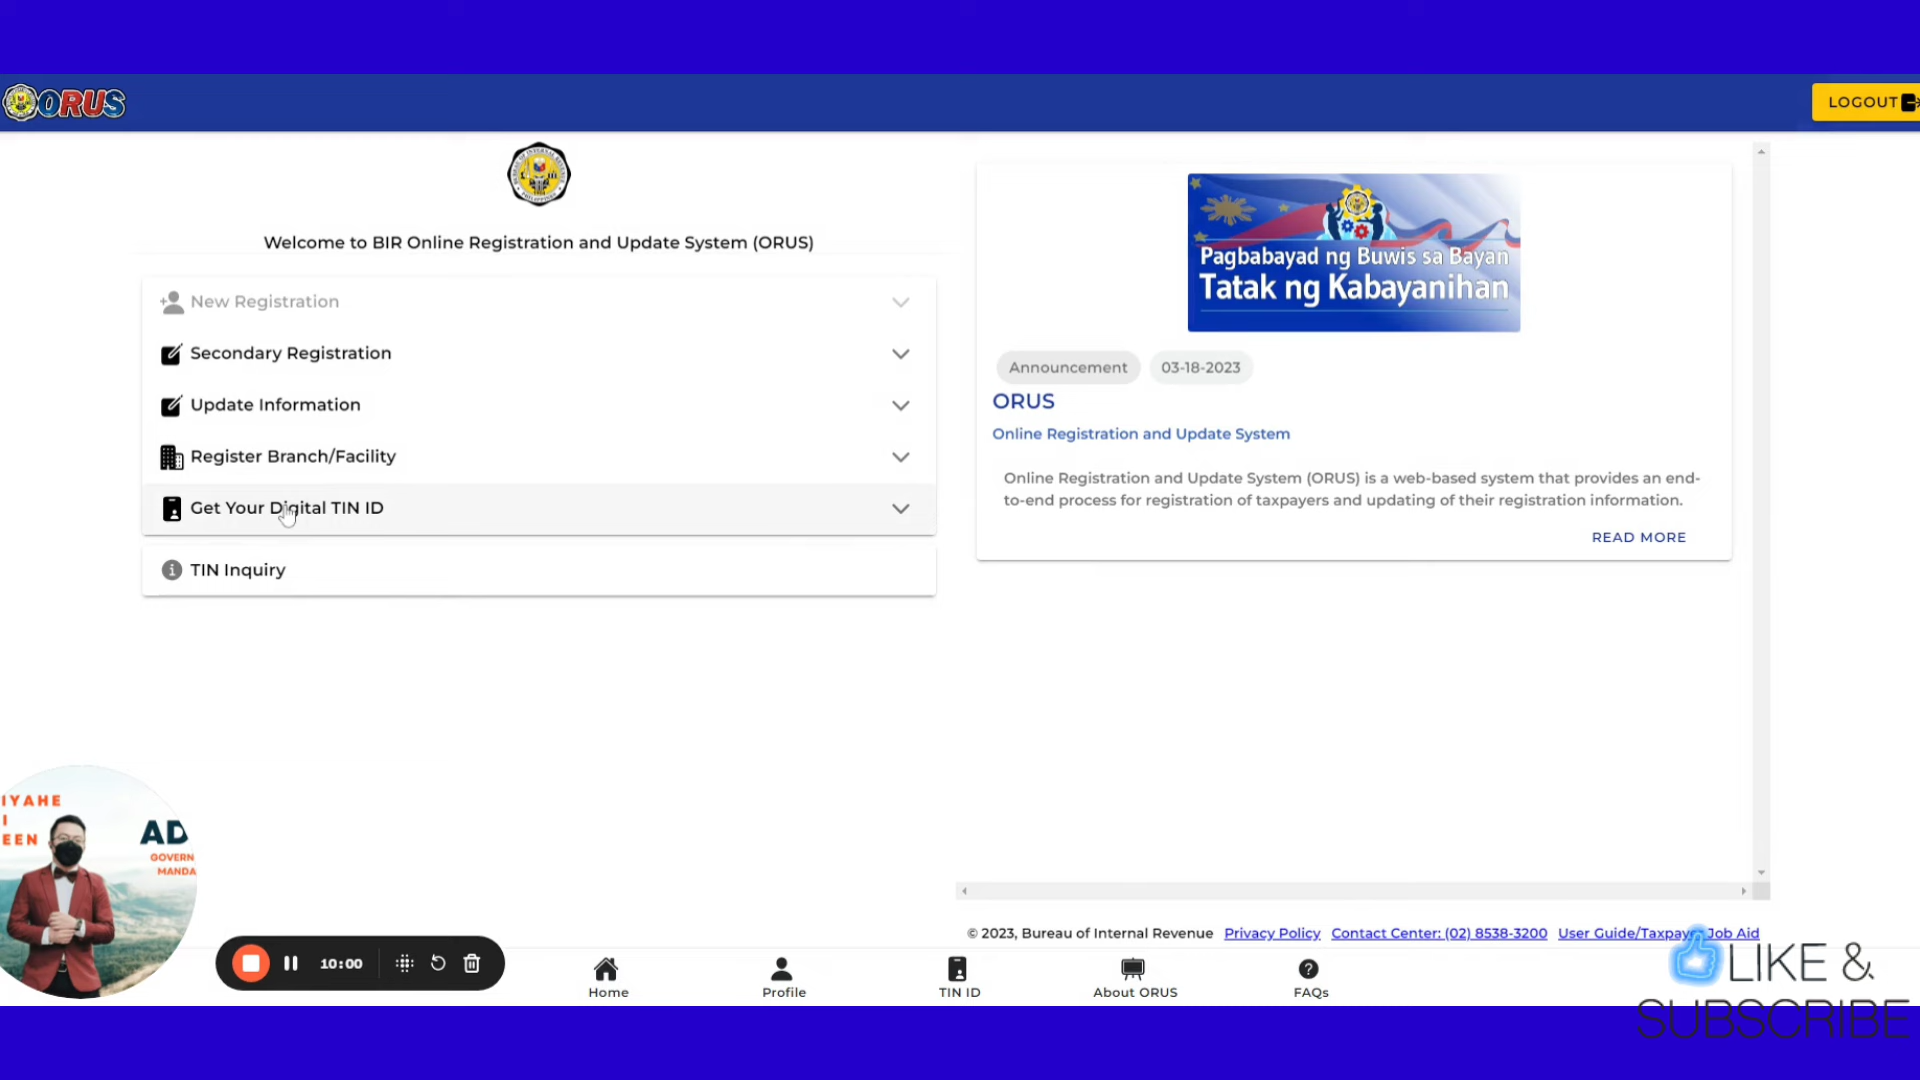 ORUS
LOGOUT
Welcome to BIR Online Registration and Update System (ORUS)
New Registration
Secondary Registration
Update Information
Register Branch/Facility
Get Your Digital TIN ID
TIN Inquiry
Pagbabayad ng Buwis sa Bayan
Tatak ng Kabayanihan
Announcement
03-18-2023
ORUS
Online Registration and Update System
Online Registration and Update System (ORUS) is a web-based system that provides an end-
to-end process for registration of taxpayers and updating of their registration information.
READ MORE
IYAHE
I
EEN
AD
GOVERN
MANDA
10:00
© 2023, Bureau of Internal Revenue Privacy Policy Contact Center: (02) 8538-3200 User Guide/Taxpayer Job Aid
Home
Profile
TIN ID
About ORUS
FAQs
LIKE &
SUBSCRIBE